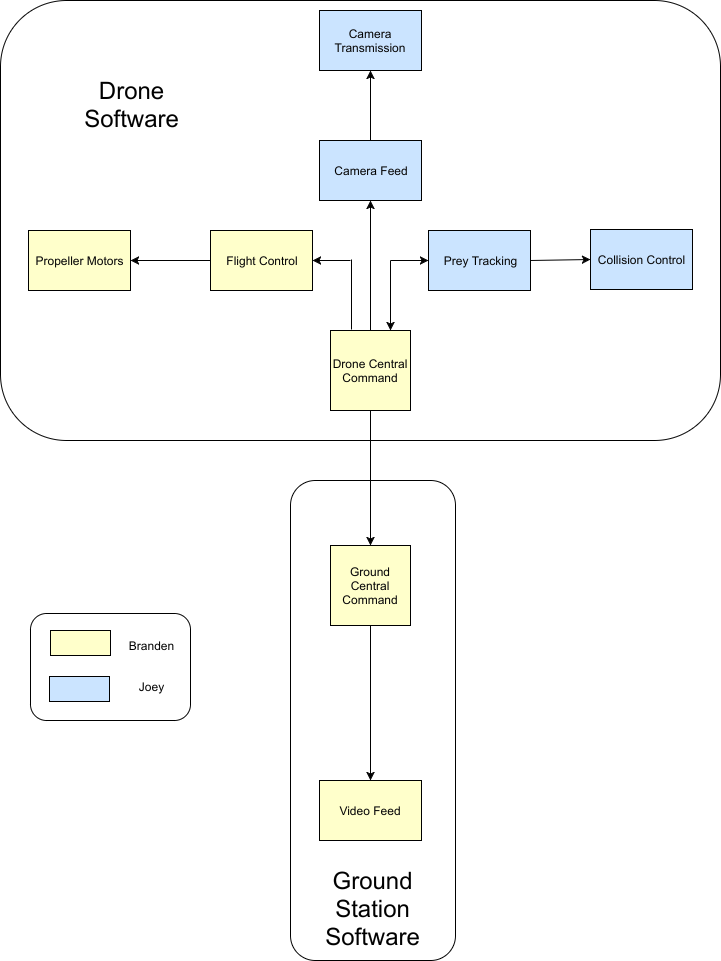 Camera
Transmission
Drone
Software
Camera Feed
Propeller Motors
Flight Control
Prey Tracking
Collision Control
Drone Central
Command
Ground
Central
Command
Branden
Joey
Video Feed
Ground
Station
Software